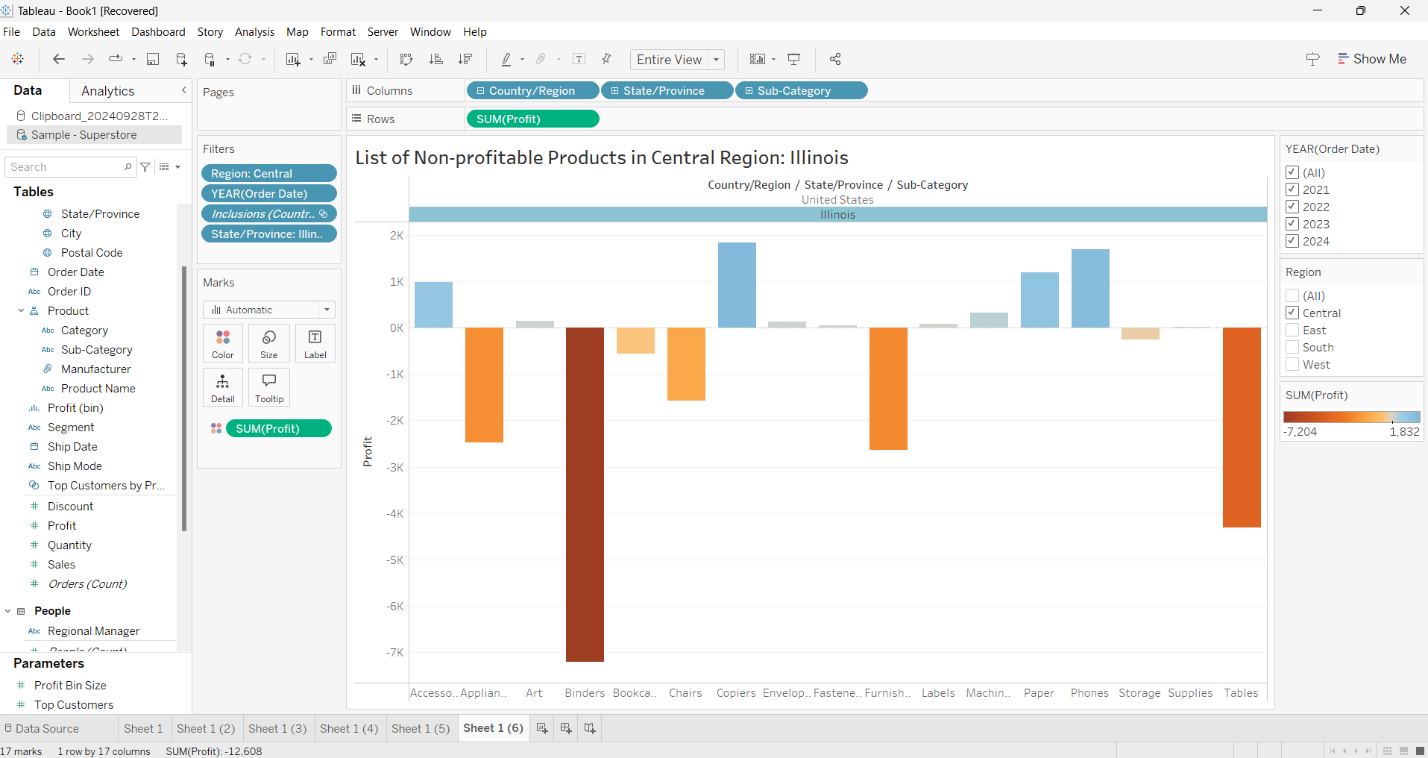 Tableau - Book1 [Recovered]
File Data Worksheet Dashboard Story Analysis Map Format Server Window Help
Entire View
Show Me
Data Analytics
Clipboard_20240928T2...
Sample - Superstore
Search
Tables
State/Province
City
Postal Code
Order Date
Abc Order ID
Product
Abc Category
Abc Sub-Category
Manufacturer
Abc Product Name
Profit (bin)
Abc Segment
Ship Date
Abc Ship Mode
Top Customers by Pr...
# Discount
# Profit
# Quantity
# Sales
# Orders (Count)
People
Abc Regional Manager
# People (Count)
Parameters
# Profit Bin Size
# Top Customers
Pages
Filters
Region: Central
YEAR(Order Date)
Inclusions (Countr..
State/Province: Illin..
Marks
Automatic
Color Size Label
Detail Tooltip
SUM(Profit)
Columns Country/Region State/Province Sub-Category
Rows SUM(Profit)
List of Non-profitable Products in Central Region: Illinois
Country/Region / State/Province / Sub-Category
United States
Illinois
Profit
2K
1K
0K
-1K
-2K
-3K
-4K
-5K
-6K
-7K
Accesso.. Applian.. Art Binders Bookca.. Chairs Copiers Envelop.. Fastene.. Furnish.. Labels Machin.. Paper Phones Storage Supplies Tables
YEAR(Order Date)
(All)
2021
2022
2023
2024
Region
(All)
Central
East
South
West
SUM(Profit)
-7,204 1,832
Data Source Sheet 1 Sheet 1 (2) Sheet 1 (3) Sheet 1 (4) Sheet 1 (5) Sheet 1 (6)
17 marks 1 row by 17 columns SUM(Profit): -12,608